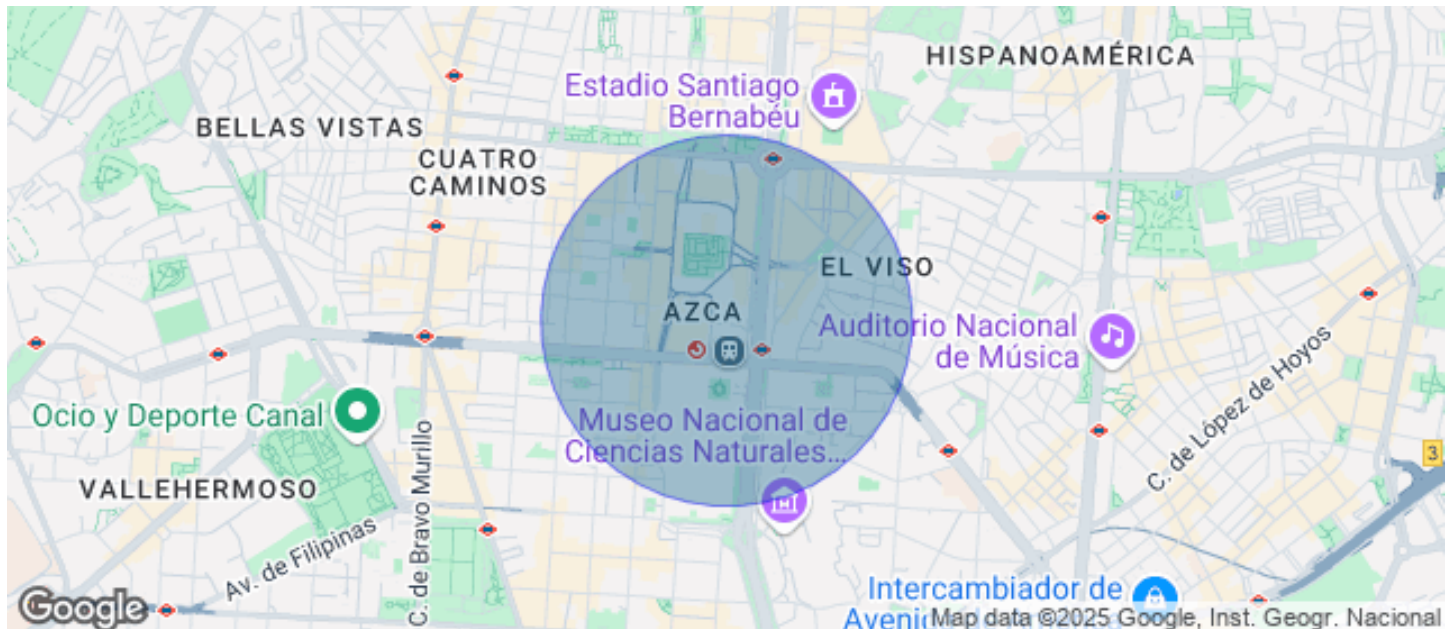 HISPANOAMÉRICA
Estadio Santiago
Bernabéu
BELLAS VISTAS
CUATRO
CAMINOS
EL VISO
AZCA
Auditorio Nacional
de Música
Ocio y Deporte Canal
Museo Nacional de
Ciencias Naturales...
C. de López de Hoyos
3
VALLEHERMOSO
C. de Bravo Murillo
Av. de Filipinas
Intercambiador de
Google
Map data ©2025 Google, Inst. Geogr. Nacional